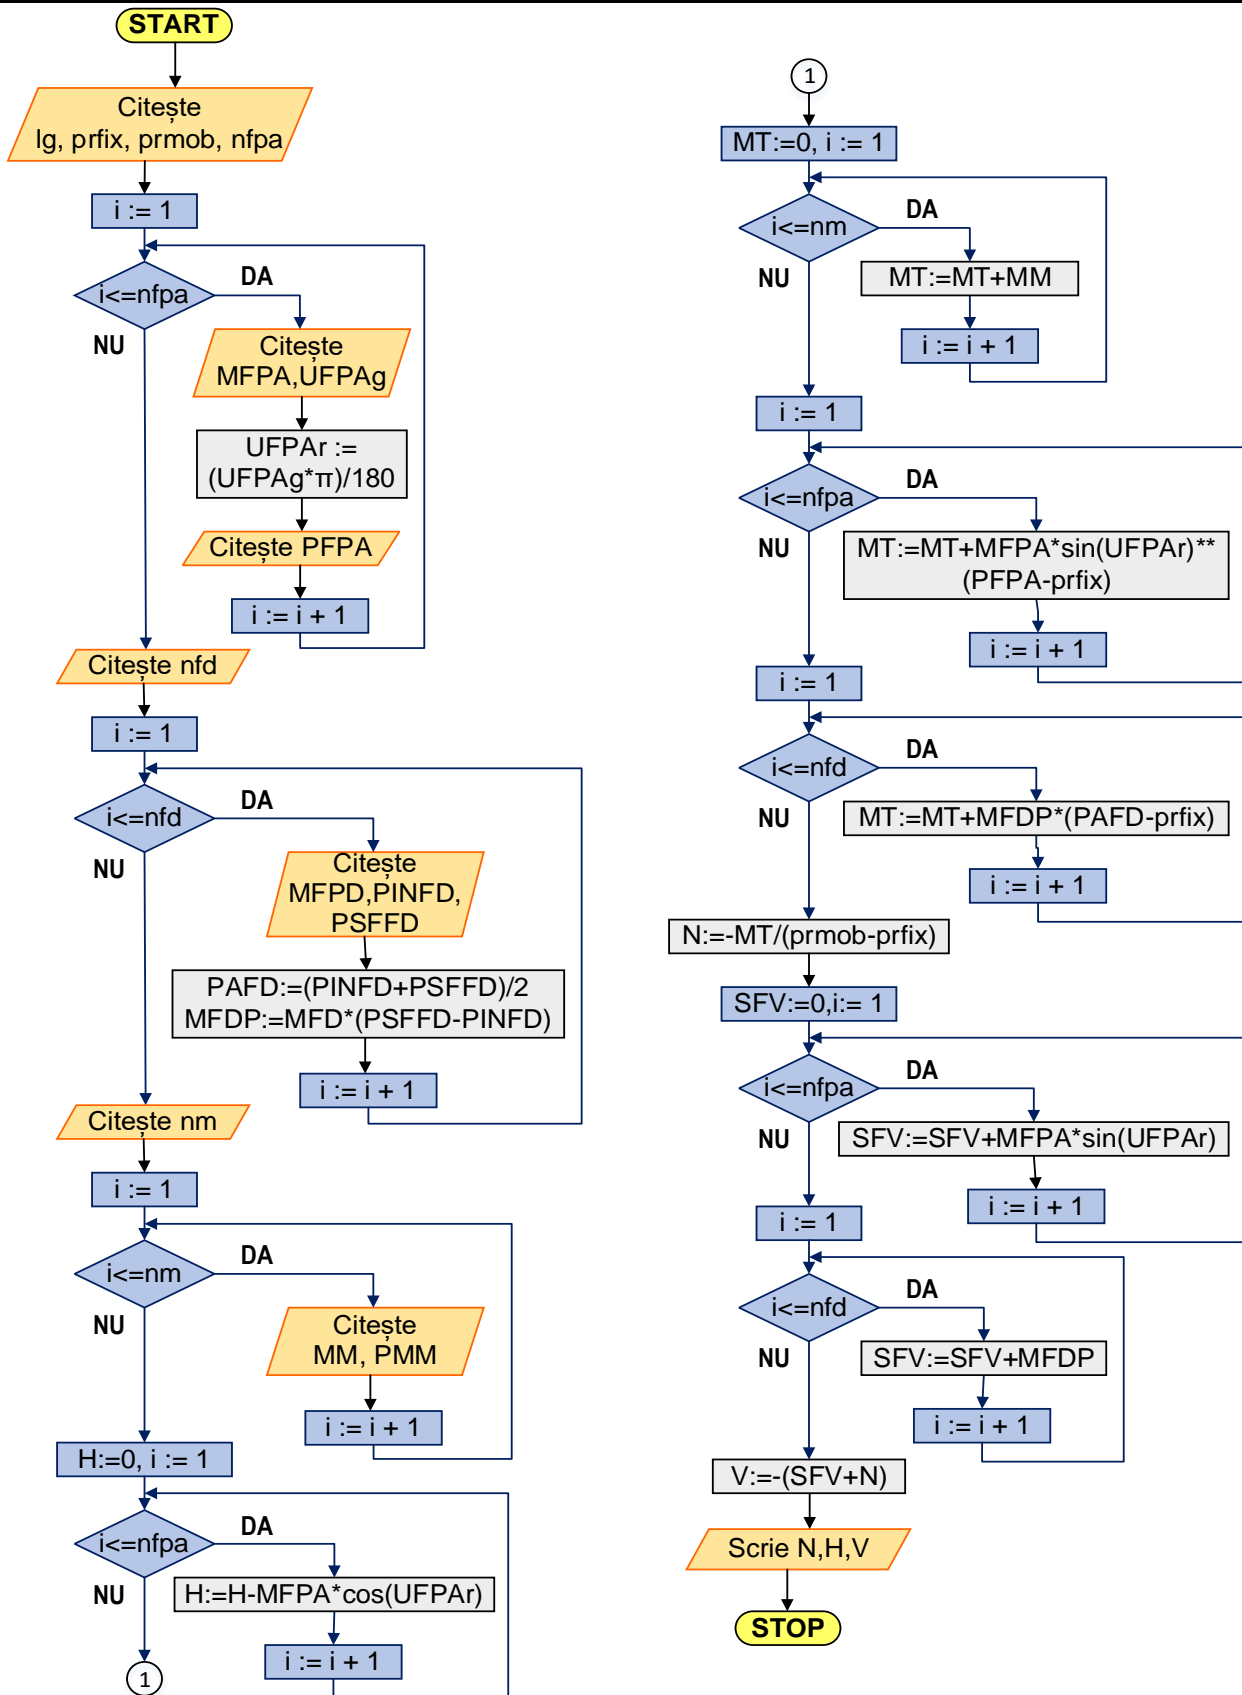 START
Citește
lg, prfix, prmob, nfpa
i := 1
i<=nfpa
DA
NU
Citește
MFPA,UFPAg
UFPAr :=
(UFPAg*π)/180
Citește PFPA
i := i + 1
Citește nfd
i := 1
i<=nfd
DA
NU
Citește
MFPD,PINFD,
PSFFD
PAFD:=(PINFD+PSFFD)/2
MFDP:=MFD*(PSFFD-PINFD)
i := i + 1
Citește nm
i := 1
i<=nm
DA
NU
Citește
MM, PMM
i := i + 1
H:=0, i := 1
i<=nfpa
DA
NU
H:=H-MFPA*cos(UFPAr)
i := i + 1
1
1
MT:=0, i := 1
i<=nm
DA
NU
MT:=MT+MM
i := i + 1
i := 1
i<=nfpa
DA
NU
MT:=MT+MFPA*sin(UFPAr)**
(PFPA-prfix)
i := i + 1
i := 1
i<=nfd
DA
NU
MT:=MT+MFDP*(PAFD-prfix)
i := i + 1
N:=-MT/(prmob-prfix)
SFV:=0,i:= 1
i<=nfpa
DA
NU
SFV:=SFV+MFPA*sin(UFPAr)
i := i + 1
i := 1
i<=nfd
DA
NU
SFV:=SFV+MFDP
i := i + 1
V:=-(SFV+N)
Scrie N,H,V
STOP